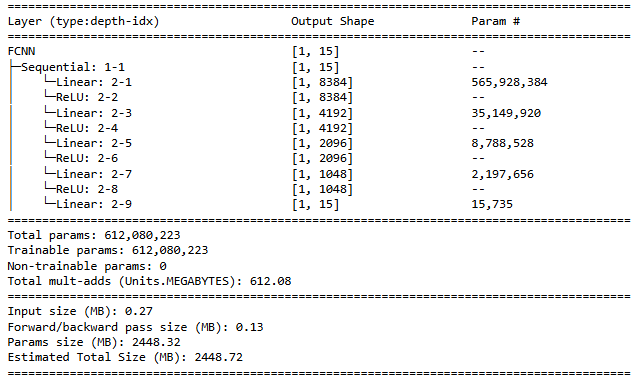 ==========================================================================================
Layer (type:depth-idx)                   Output Shape              Param #
==========================================================================================
FCNN                                     [1, 15]                   --
├─Sequential: 1-1                        [1, 15]                   --
│    └─Linear: 2-1                       [1, 8384]                 565,928,384
│    └─ReLU: 2-2                         [1, 8384]                 --
│    └─Linear: 2-3                       [1, 4192]                 35,149,920
│    └─ReLU: 2-4                         [1, 4192]                 --
│    └─Linear: 2-5                       [1, 2096]                 8,788,528
│    └─ReLU: 2-6                         [1, 2096]                 --
│    └─Linear: 2-7                       [1, 1048]                 2,197,656
│    └─ReLU: 2-8                         [1, 1048]                 --
│    └─Linear: 2-9                       [1, 15]                   15,735
==========================================================================================
Total params: 612,080,223
Trainable params: 612,080,223
Non-trainable params: 0
Total mult-adds (Units.MEGABYTES): 612.08
==========================================================================================
Input size (MB): 0.27
Forward/backward pass size (MB): 0.13
Params size (MB): 2448.32
Estimated Total Size (MB): 2448.72
==========================================================================================